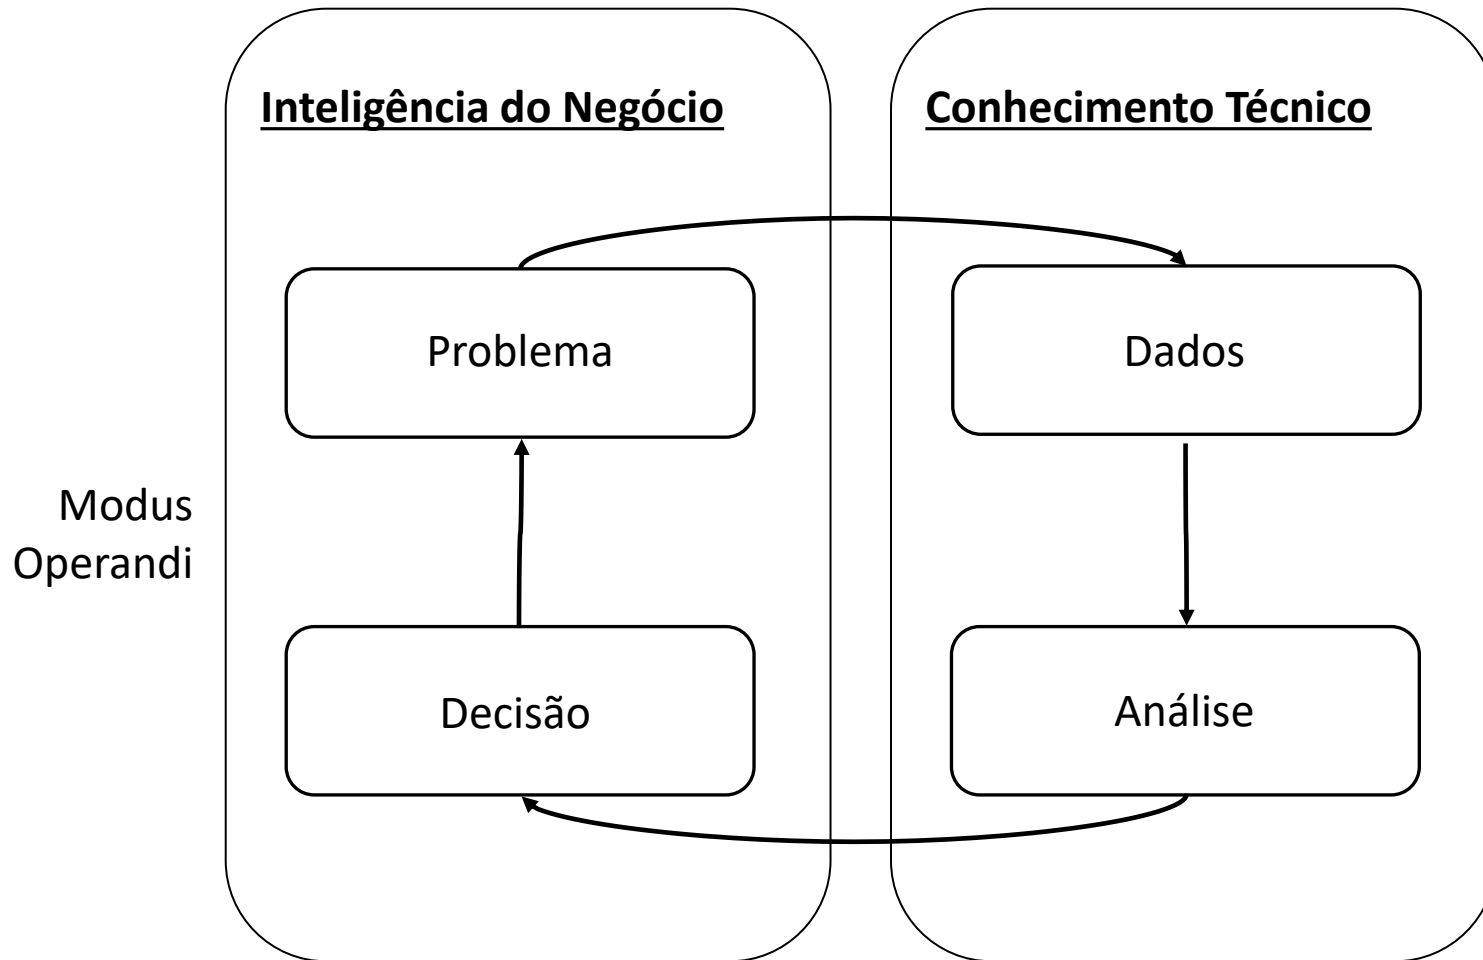 Inteligência do Negócio
Conhecimento Técnico
Problema
Dados
Modus
Operandi
Decisão
Análise